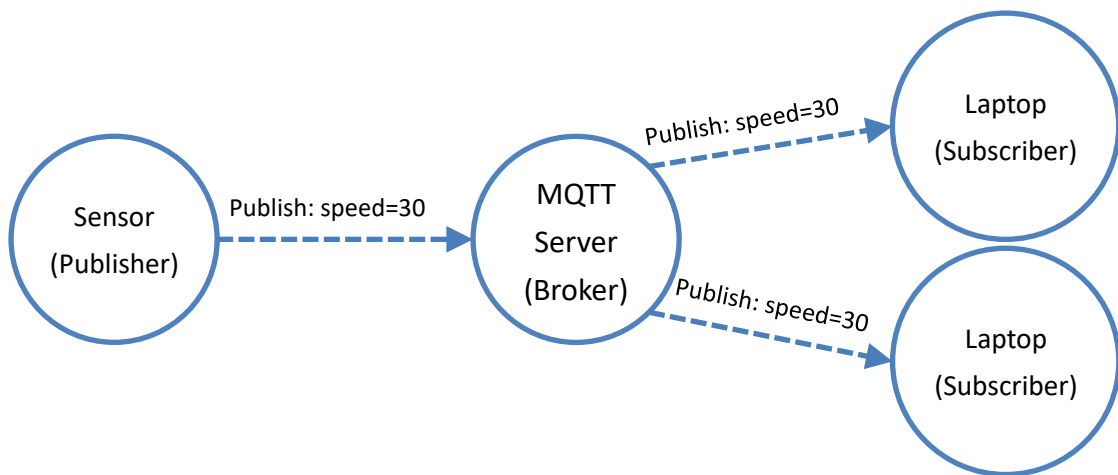 Sensor
(Publisher)
Publish: speed=30
MQTT
Server
(Broker)
Publish: speed=30
Laptop
(Subscriber)
Publish: speed=30
Laptop
(Subscriber)